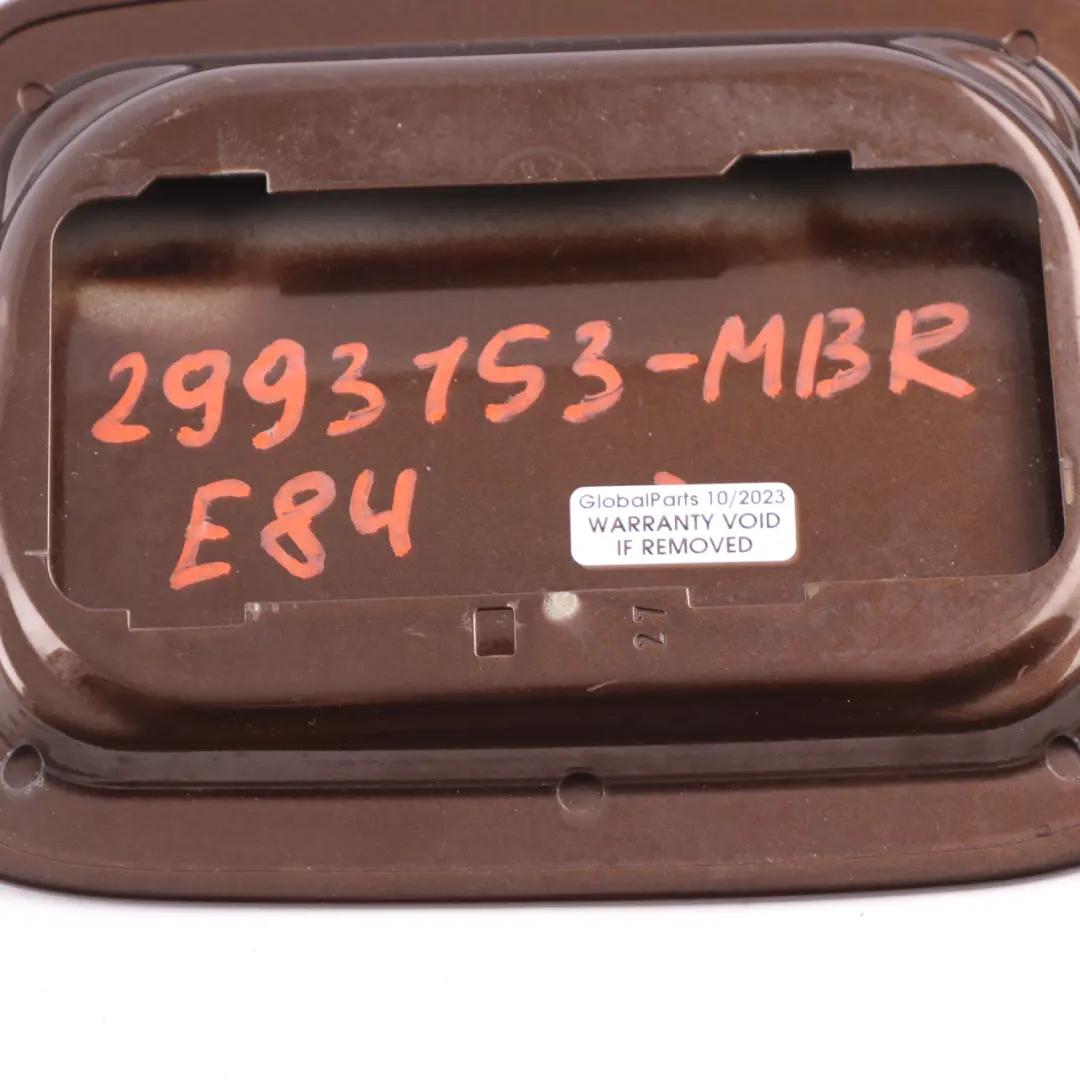 2993153-MBR
E84
GlobalParts 10/2023
WARRANTY VOID
IF REMOVED
27